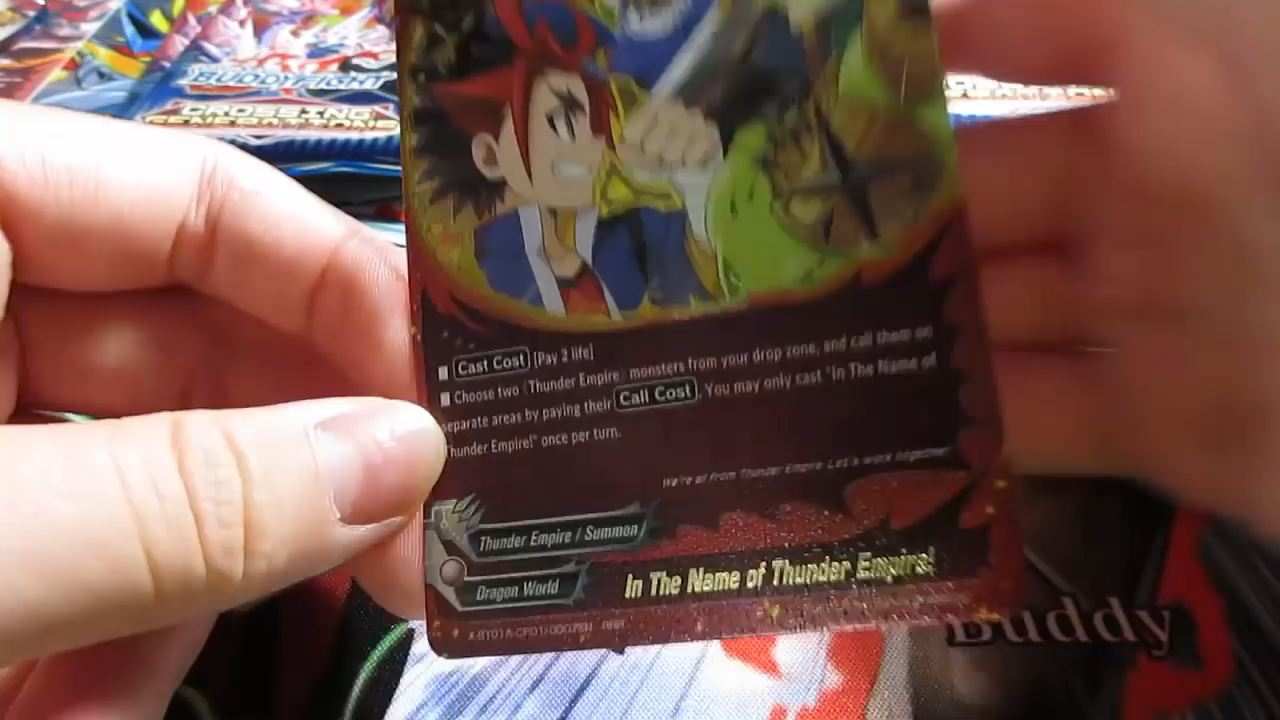 BUDDYFIGHT
CROSSING
GENERATIONS
Cast Cost [Pay 2 life]
Choose two 《Thunder Empire》 monsters from your drop zone, and call them on
separate areas by paying their Call Cost. You may only cast "In The Name of
Thunder Empire!" once per turn.
We're all from Thunder Empire. Let's work together!
Thunder Empire / Summon
Dragon World
In The Name of Thunder Empire!
RRR
Buddy